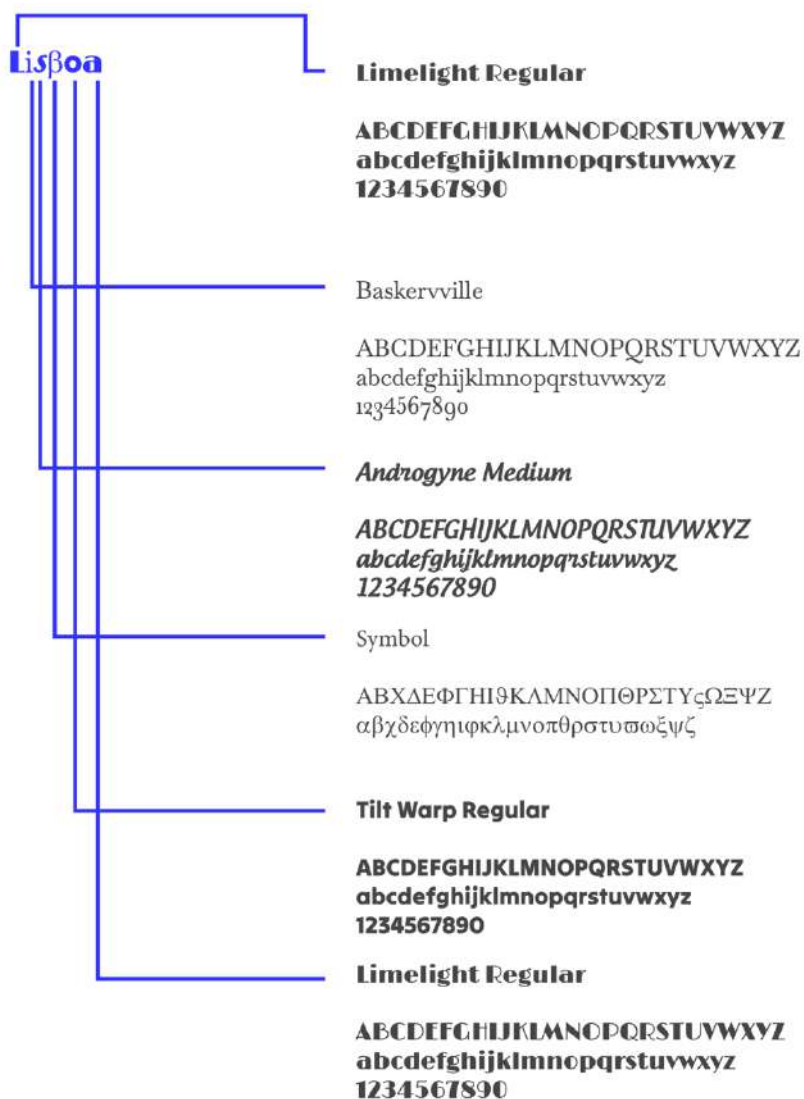 Lisβoa
Limelight Regular
ABCDEFGHIJKLMNOPQRSTUVWXYZ
abcdefghijklmnopqrstuvwxyz
1234567890
Baskervville
ABCDEFGHIJKLMNOPQRSTUVWXYZ
abcdefghijklmnopqrstuvwxyz
1234567890
Androgyne Medium
ABCDEFGHIJKLMNOPQRSTUVWXYZ
abcdefghijklmnopqrstuvwxyz
1234567890
Symbol
ΑΒΧΔΕΦΓΗΙϑΚΛΜΝΟΠΘΡΣΤΥςΩΞΨΖ
αβχδεϕγηιφκλμνοπθρστυϖωξψζ
Tilt Warp Regular
ABCDEFGHIJKLMNOPQRSTUVWXYZ
abcdefghijklmnopqrstuvwxyz
1234567890
Limelight Regular
ABCDEFGHIJKLMNOPQRSTUVWXYZ
abcdefghijklmnopqrstuvwxyz
1234567890